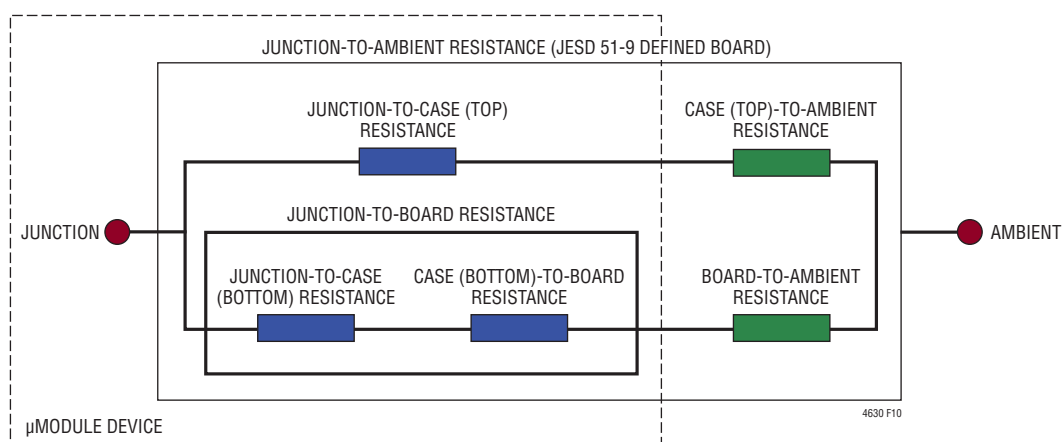 JUNCTION-TO-AMBIENT RESISTANCE (JESD 51-9 DEFINED BOARD)
JUNCTION-TO-CASE (TOP)
RESISTANCE
CASE (TOP)-TO-AMBIENT
RESISTANCE
JUNCTION
JUNCTION-TO-BOARD RESISTANCE
AMBIENT
JUNCTION-TO-CASE
(BOTTOM) RESISTANCE
CASE (BOTTOM)-TO-BOARD
RESISTANCE
BOARD-TO-AMBIENT
RESISTANCE
4630 F10
µMODULE DEVICE